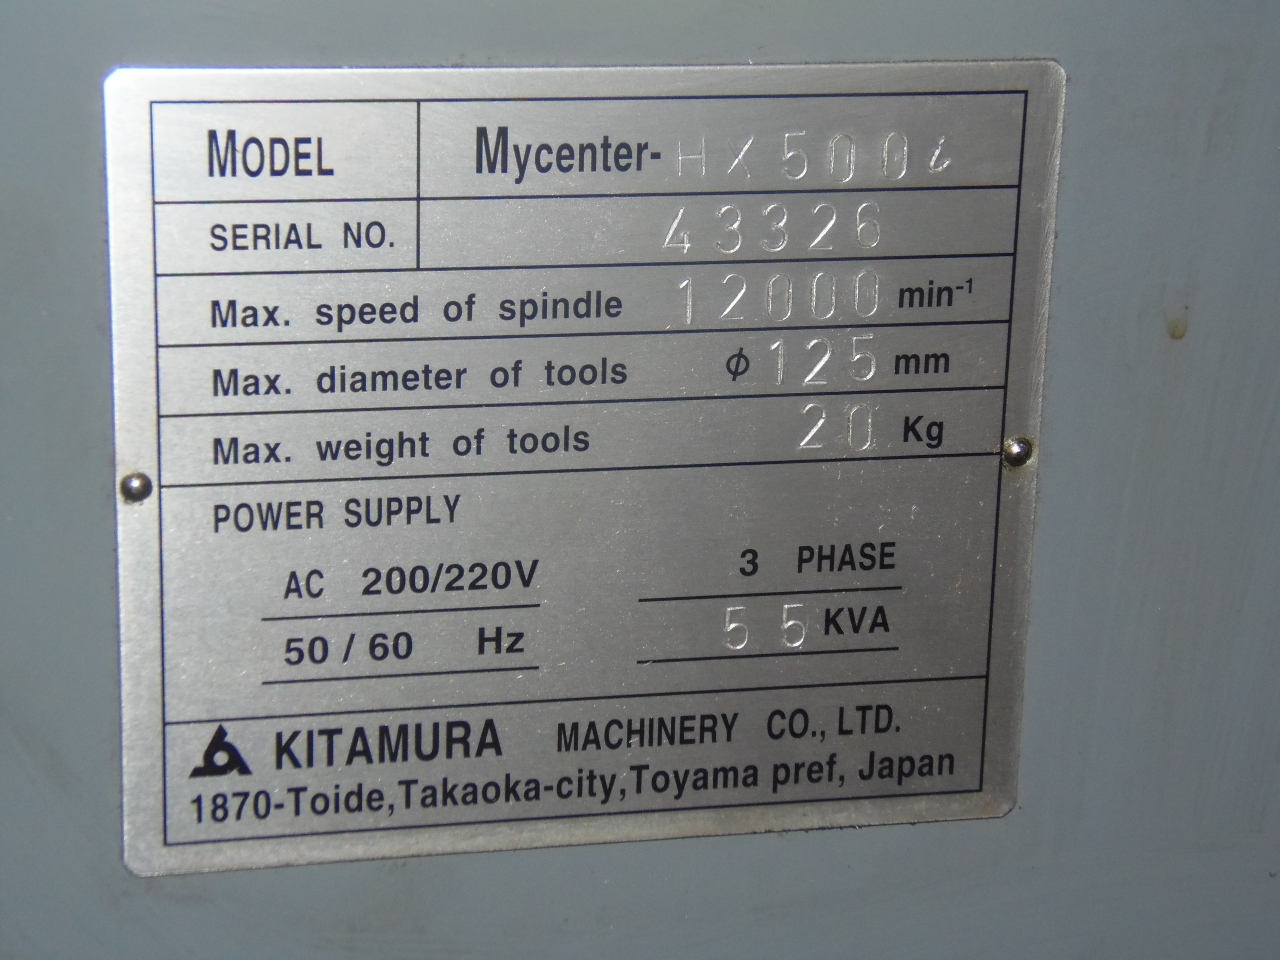 MODEL Mycenter-HX500i
SERIAL NO. 43326
Max. speed of spindle 12000 min-1
Max. diameter of tools φ 125 mm
Max. weight of tools 20 Kg
POWER SUPPLY
AC 200/220V 3 PHASE
50/60 Hz 55 KVA
KITAMURA MACHINERY CO., LTD.
1870-Toide,Takaoka-city,Toyama pref, Japan